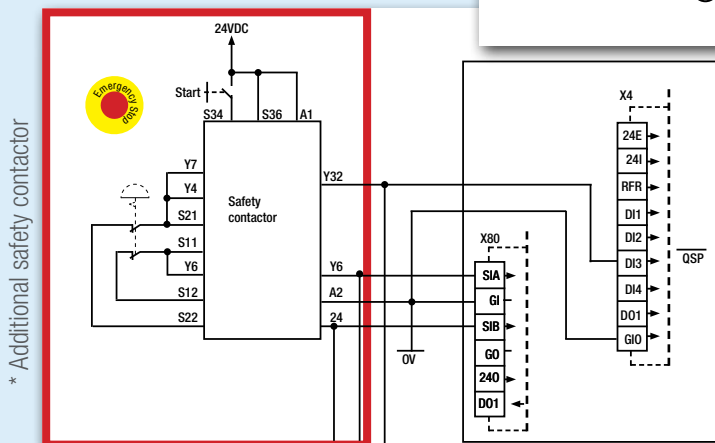 * Additional safety contactor
24VDC
Emergency Stop
Start
S34 S36 A1
Y7
Y4
S21
S11
Y6
S12
S22
Safety
contactor
Y32
Y6
A2
24
0V
X80
SIA
GI
SIB
GO
24O
DO1
X4
24E
24I
RFR
DI1
DI2
DI3
DI4
DO1
GIO
QSP